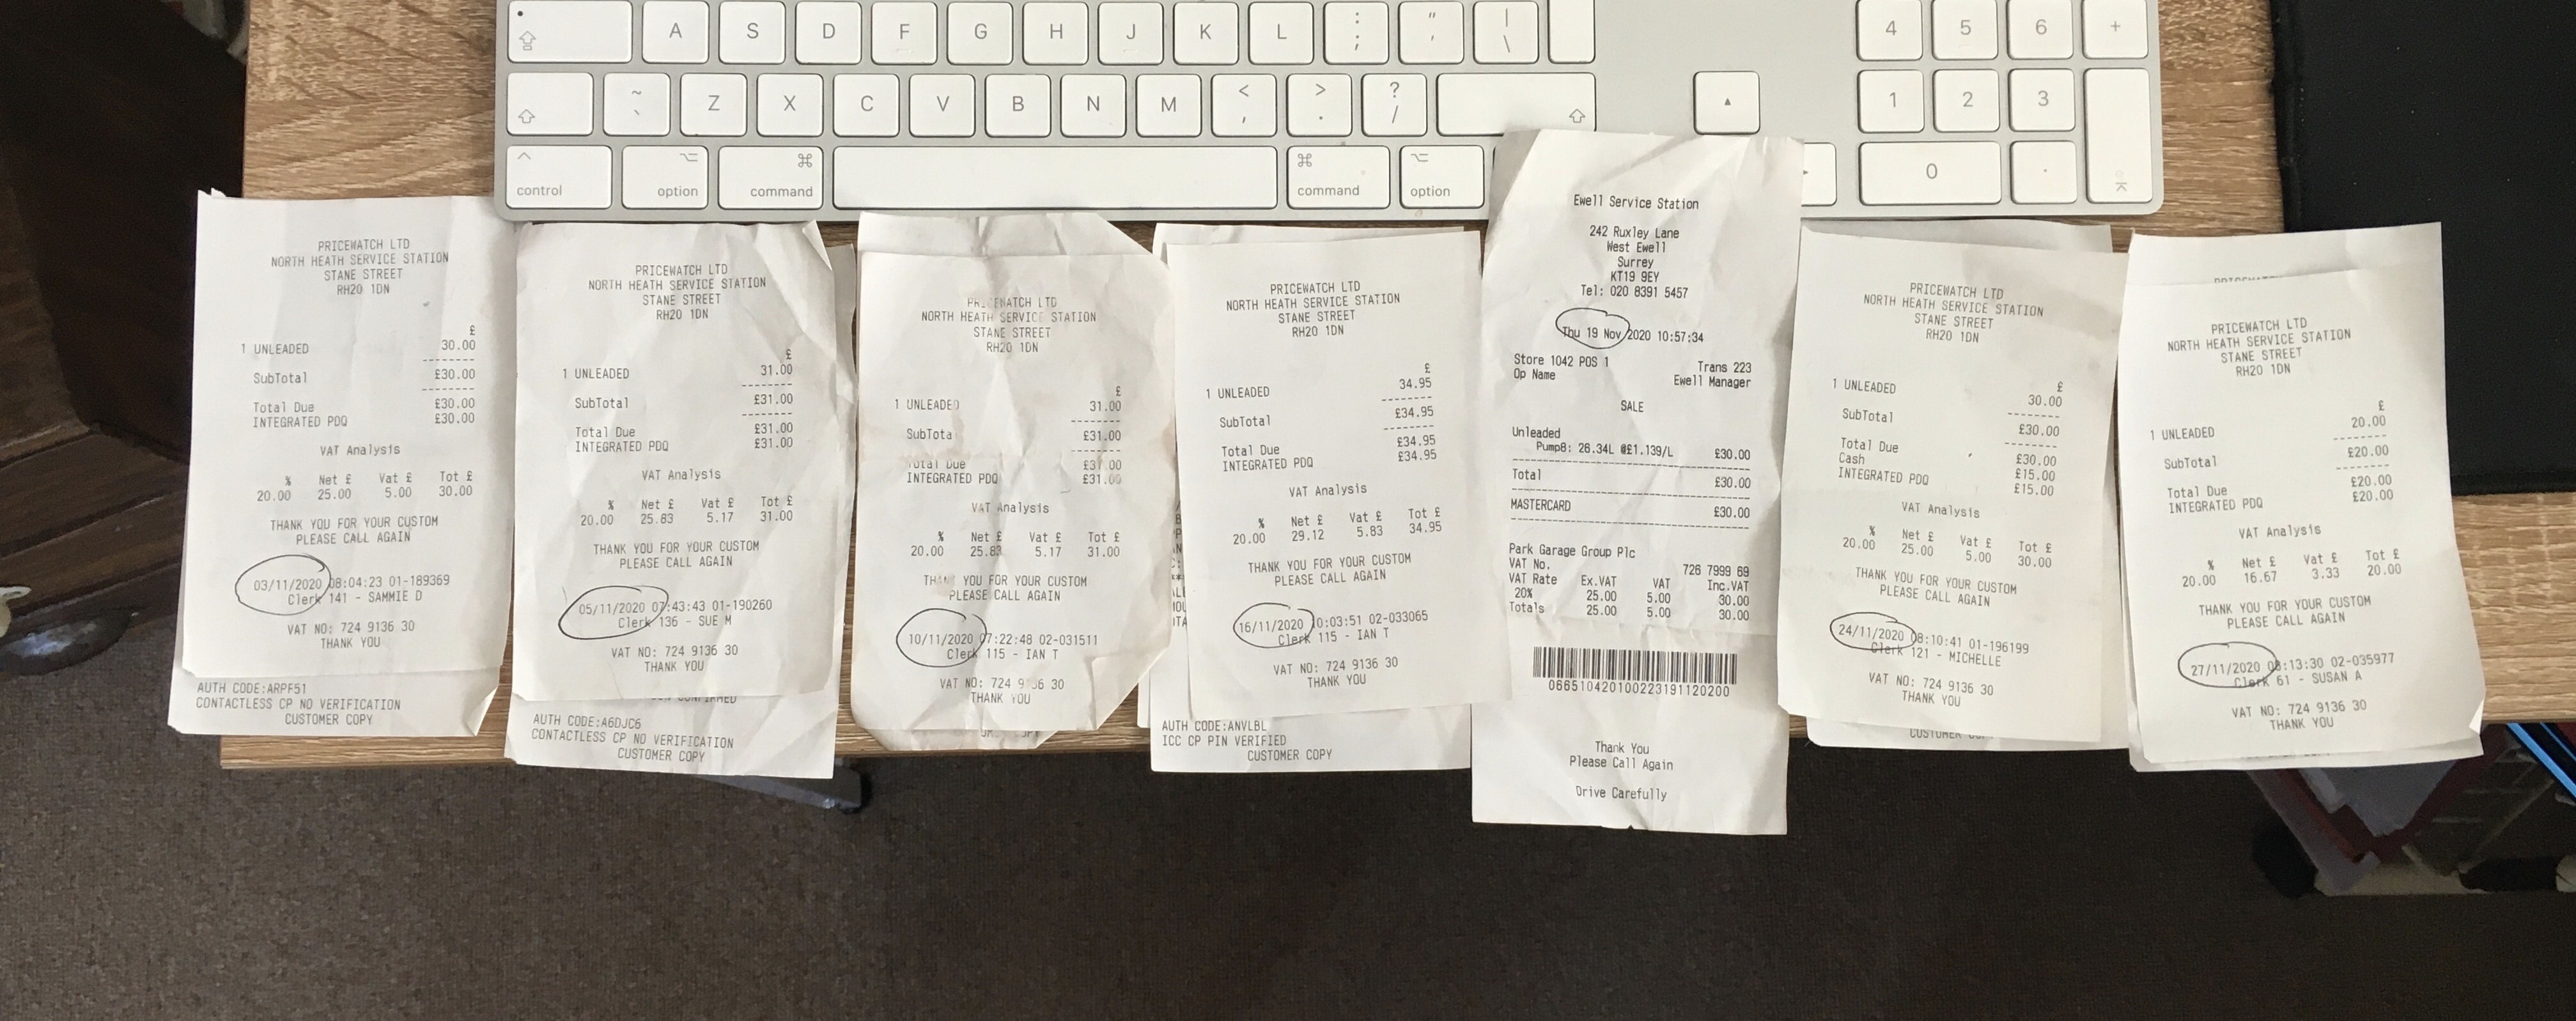 A S D F G H J K L : ; " ' | \ 4 5 6 +
~ ` Z X C V B N M < , > . ? / 1 2 3
control option command command option 0 .
PRICEWATCH LTD
NORTH HEATH SERVICE STATION
STANE STREET
RH20 1DN
£
1 UNLEADED 30.00
SubTotal £30.00
Total Due £30.00
INTEGRATED PDQ £30.00
VAT Analysis
% Net £ Vat £ Tot £
20.00 25.00 5.00 30.00
THANK YOU FOR YOUR CUSTOM
PLEASE CALL AGAIN
03/11/2020 08:04:23 01-189369
Clerk 141 - SAMMIE D
VAT NO: 724 9136 30
THANK YOU
AUTH CODE:ARPF51
CONTACTLESS CP NO VERIFICATION
CUSTOMER COPY
PRICEWATCH LTD
NORTH HEATH SERVICE STATION
STANE STREET
RH20 1DN
£
1 UNLEADED 31.00
SubTotal £31.00
Total Due £31.00
INTEGRATED PDQ £31.00
VAT Analysis
% Net £ Vat £ Tot £
20.00 25.83 5.17 31.00
THANK YOU FOR YOUR CUSTOM
PLEASE CALL AGAIN
05/11/2020 07:43:43 01-190260
Clerk 136 - SUE M
VAT NO: 724 9136 30
THANK YOU
AUTH CODE:A6DJC6
CONTACTLESS CP NO VERIFICATION
CUSTOMER COPY
PRICEWATCH LTD
NORTH HEATH SERVICE STATION
STANE STREET
RH20 1DN
£
1 UNLEADED 31.00
SubTota £31.00
Total Due £31.00
INTEGRATED PDQ £31.00
VAT Analysis
% Net £ Vat £ Tot £
20.00 25.83 5.17 31.00
THANK YOU FOR YOUR CUSTOM
PLEASE CALL AGAIN
10/11/2020 07:22:48 02-031511
Clerk 115 - IAN T
VAT NO: 724 9136 30
THANK YOU
PRICEWATCH LTD
NORTH HEATH SERVICE STATION
STANE STREET
RH20 1DN
£
1 UNLEADED 34.95
SubTotal £34.95
Total Due £34.95
INTEGRATED PDQ £34.95
VAT Analysis
% Net £ Vat £ Tot £
20.00 29.12 5.83 34.95
THANK YOU FOR YOUR CUSTOM
PLEASE CALL AGAIN
16/11/2020 10:03:51 02-033065
Clerk 115 - IAN T
VAT NO: 724 9136 30
THANK YOU
AUTH CODE:ANVLBL
ICC CP PIN VERIFIED
CUSTOMER COPY
Ewell Service Station
242 Ruxley Lane
West Ewell
Surrey
KT19 9EY
Tel: 020 8391 5457
Thu 19 Nov 2020 10:57:34
Store 1042 POS 1 Trans 223
Op Name Ewell Manager
SALE
Unleaded
Pump8: 26.34L @£1.139/L £30.00
Total £30.00
MASTERCARD £30.00
Park Garage Group Plc
VAT No. 726 7999 69
VAT Rate Ex.VAT VAT Inc.VAT
20% 25.00 5.00 30.00
Totals 25.00 5.00 30.00
066510420100223191120200
Thank You
Please Call Again
Drive Carefully
PRICEWATCH LTD
NORTH HEATH SERVICE STATION
STANE STREET
RH20 1DN
£
1 UNLEADED 30.00
SubTotal £30.00
Total Due £30.00
Cash £15.00
INTEGRATED PDQ £15.00
VAT Analysis
% Net £ Vat £ Tot £
20.00 25.00 5.00 30.00
THANK YOU FOR YOUR CUSTOM
PLEASE CALL AGAIN
24/11/2020 08:10:41 01-196199
Clerk 121 - MICHELLE
VAT NO: 724 9136 30
THANK YOU
CUSTOMER COPY
PRICEWATCH LTD
NORTH HEATH SERVICE STATION
STANE STREET
RH20 1DN
£
1 UNLEADED 20.00
SubTotal £20.00
Total Due £20.00
INTEGRATED PDQ £20.00
VAT Analysis
% Net £ Vat £ Tot £
20.00 16.67 3.33 20.00
THANK YOU FOR YOUR CUSTOM
PLEASE CALL AGAIN
27/11/2020 08:13:30 02-035977
Clerk 61 - SUSAN A
VAT NO: 724 9136 30
THANK YOU